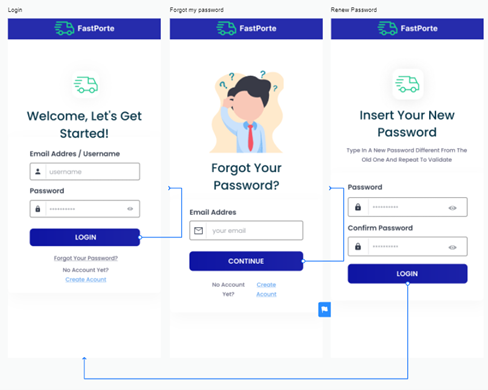 Login
FastPorte
Welcome, Let's Get
Started!
Email Addres / Username
username
Password
LOGIN
Forgot Your Password?
No Account Yet?
Create Acount
Forgot my password
FastPorte
? ? ? ?
Forgot Your
Password?
Email Addres
your email
CONTINUE
No Account
Yet?
Create
Acount
Renew Password
FastPorte
Insert Your New
Password
Type In A New Password Different From The
Old One And Repeat To Validate
Password
Confirm Password
LOGIN